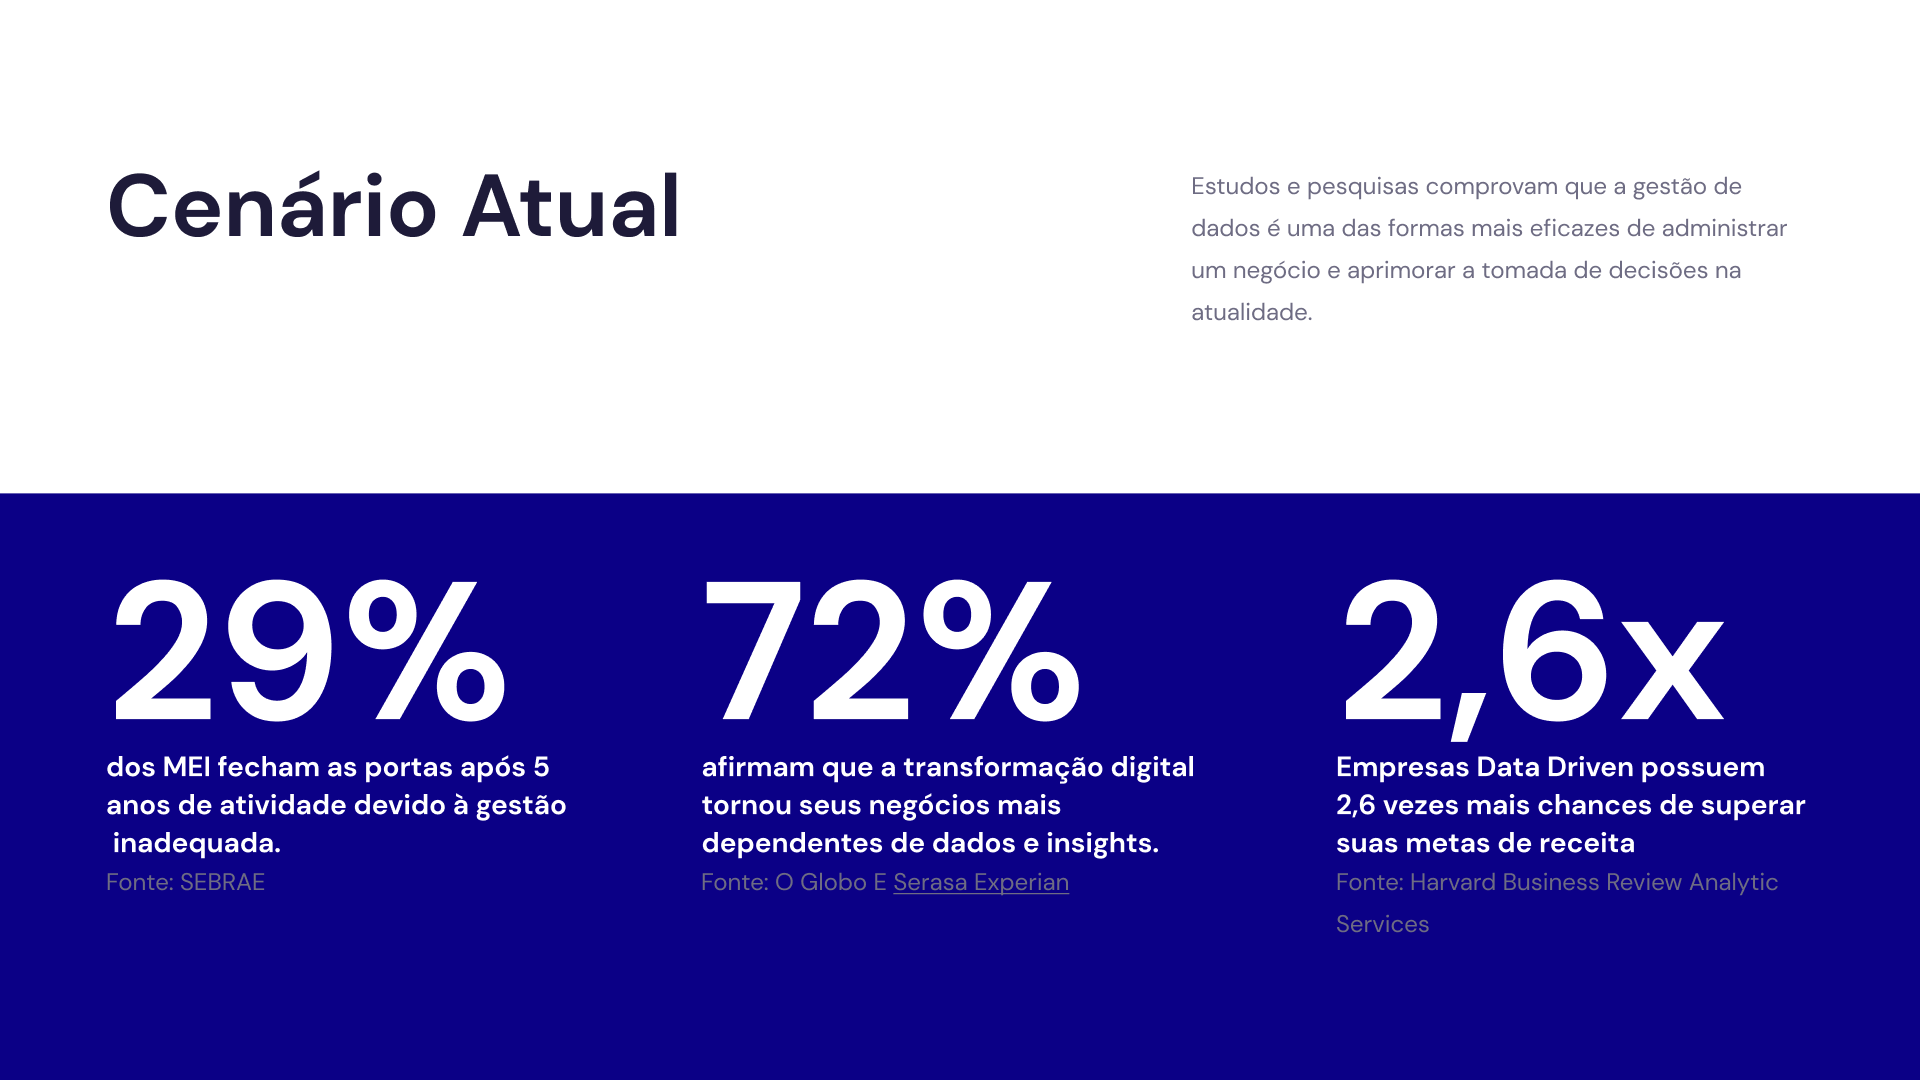 Cenário Atual
Estudos e pesquisas comprovam que a gestão de
dados é uma das formas mais eficazes de administrar
um negócio e aprimorar a tomada de decisões na
atualidade.
29%
dos MEI fecham as portas após 5
anos de atividade devido à gestão
inadequada.
Fonte: SEBRAE
72%
afirmam que a transformação digital
tornou seus negócios mais
dependentes de dados e insights.
Fonte: O Globo E Serasa Experian
2,6x
Empresas Data Driven possuem
2,6 vezes mais chances de superar
suas metas de receita
Fonte: Harvard Business Review Analytic
Services